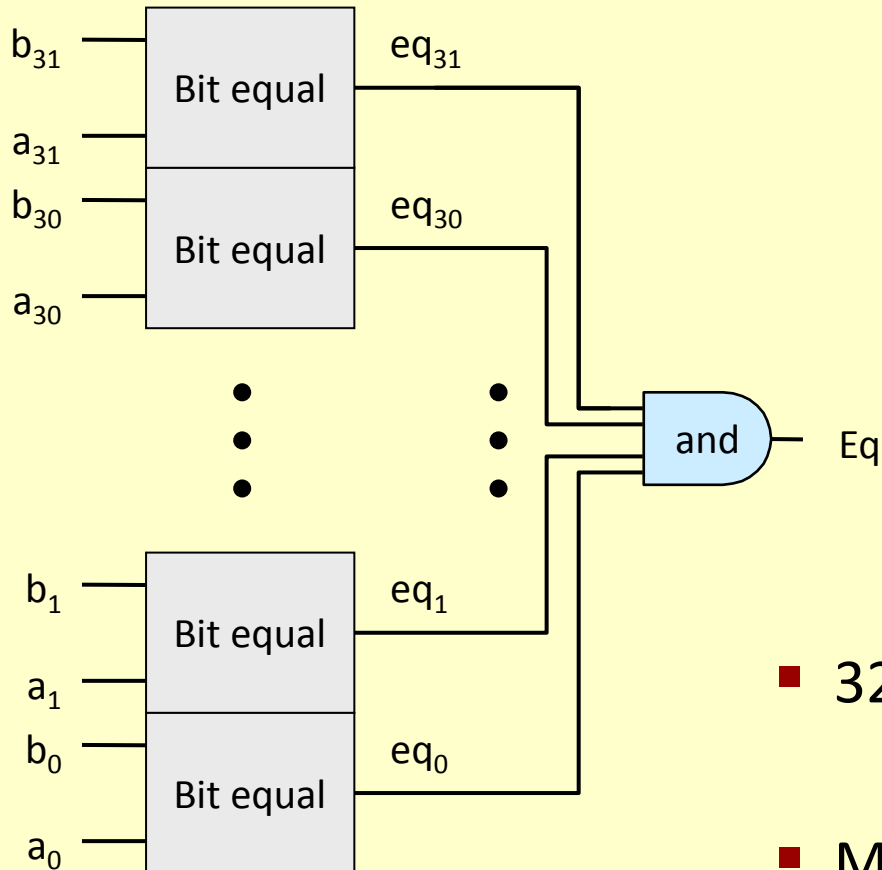 b₃₁
Bit equal
eq₃₁
a₃₁
b₃₀
Bit equal
eq₃₀
a₃₀
and
Eq
b₁
Bit equal
eq₁
a₁
b₀
Bit equal
eq₀
a₀
▪ 32
▪ M